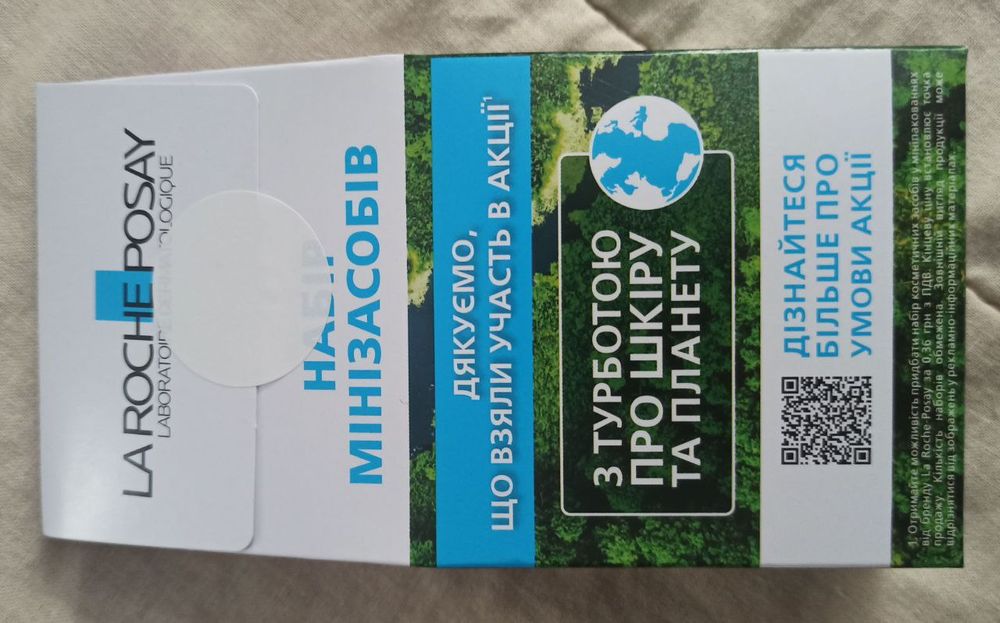 LA ROCHE POSAY
LABORATOIRE DERMATOLOGIQUE
НАБІР
МІНІЗАСОБІВ
ДЯКУЄМО,
ЩО ВЗЯЛИ УЧАСТЬ В АКЦІЇ¹
З ТУРБОТОЮ
ПРО ШКІРУ
ТА ПЛАНЕТУ
ДІЗНАЙТЕСЯ
БІЛЬШЕ ПРО
УМОВИ АКЦІЇ
1. Отримайте можливість придбати набір косметичних засобів у мініпакованнях
від бренду La Roche-Posay за 0,36 грн з ПДВ. Кінцеву ціну встановлює точка
продажу. Кількість наборів обмежена. Зовнішній вигляд продукції може
відрізнятися від зображень у рекламно-інформаційних матеріалах